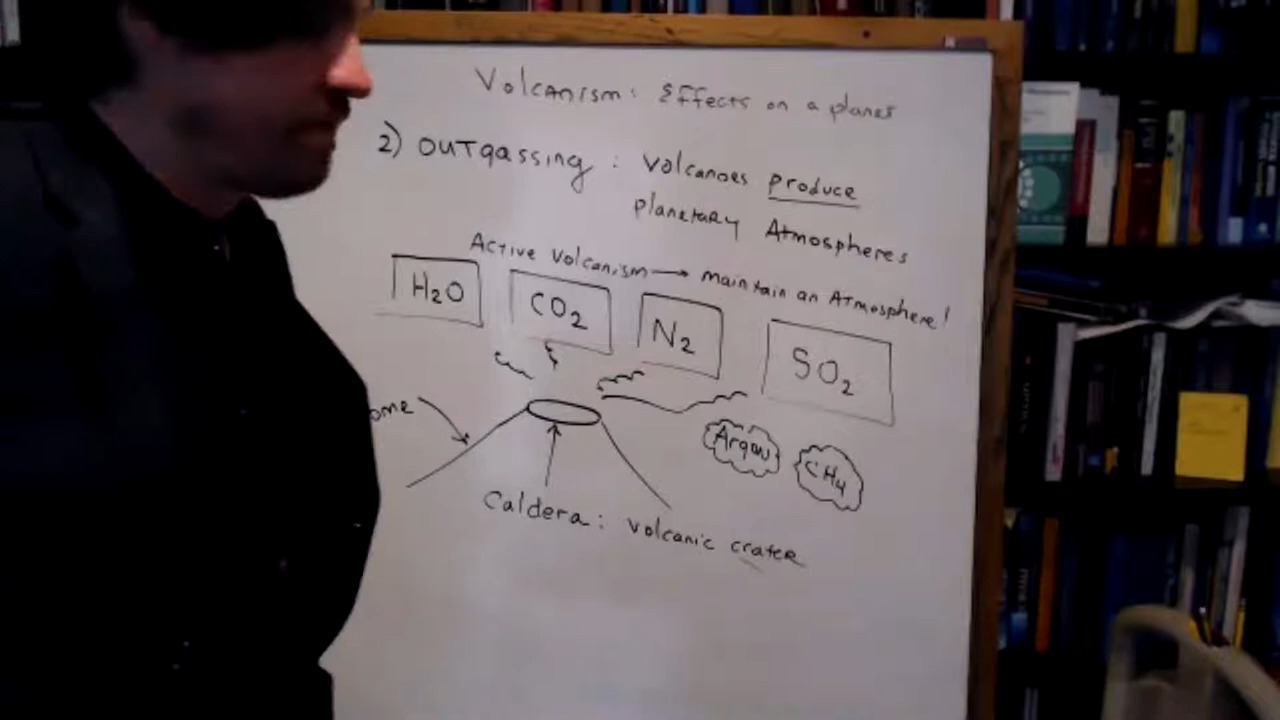 Volcanism: Effects on a planet
2) Outgassing: Volcanoes produce
planetary Atmospheres
Active Volcanism → maintain an Atmosphere!
H2O
CO2
N2
SO2
ome
Argon
CH4
Caldera: Volcanic crater